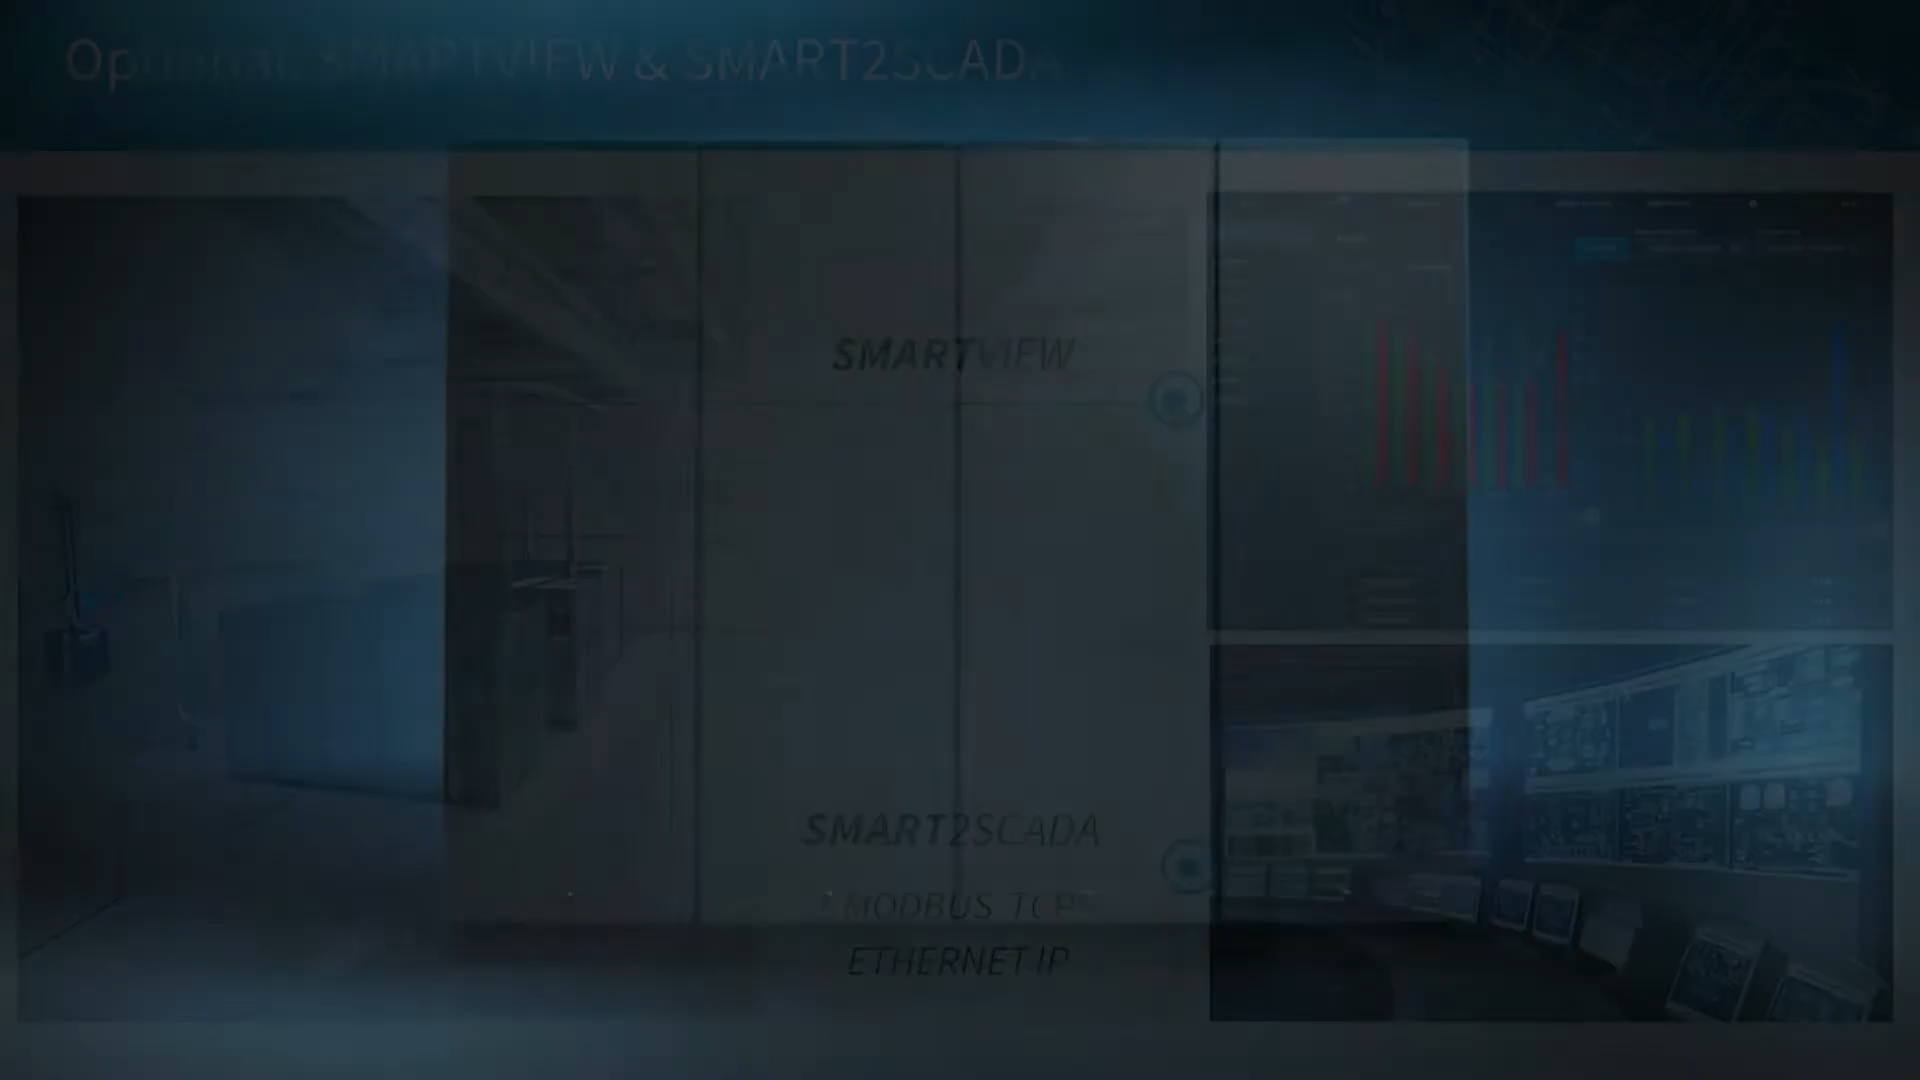 Optional: SMARTVIEW & SMART2SCADA
SMARTVIEW
SMART2SCADA
MODBUS TCP
ETHERNET IP